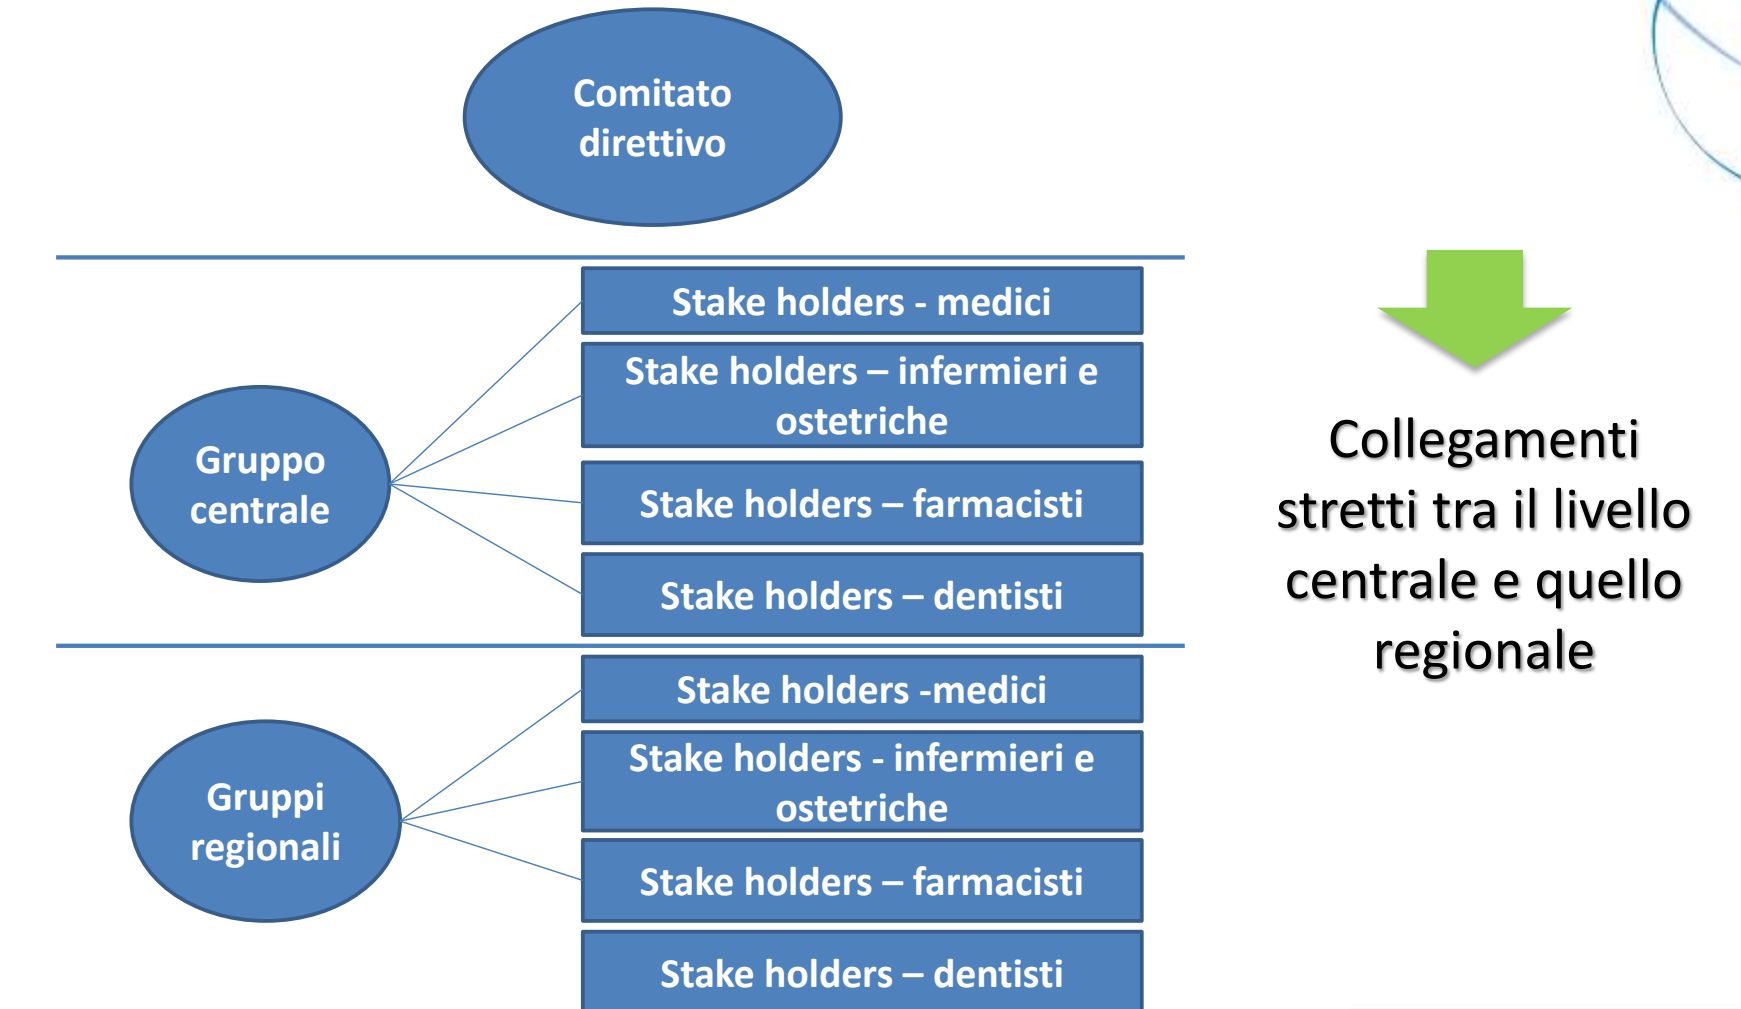 Comitato
direttivo
Stake holders - medici
Stake holders – infermieri e
ostetriche
Gruppo
centrale
Stake holders – farmacisti
Stake holders – dentisti
Stake holders -medici
Stake holders - infermieri e
ostetriche
Gruppi
regionali
Stake holders – farmacisti
Stake holders – dentisti
Collegamenti
stretti tra il livello
centrale e quello
regionale